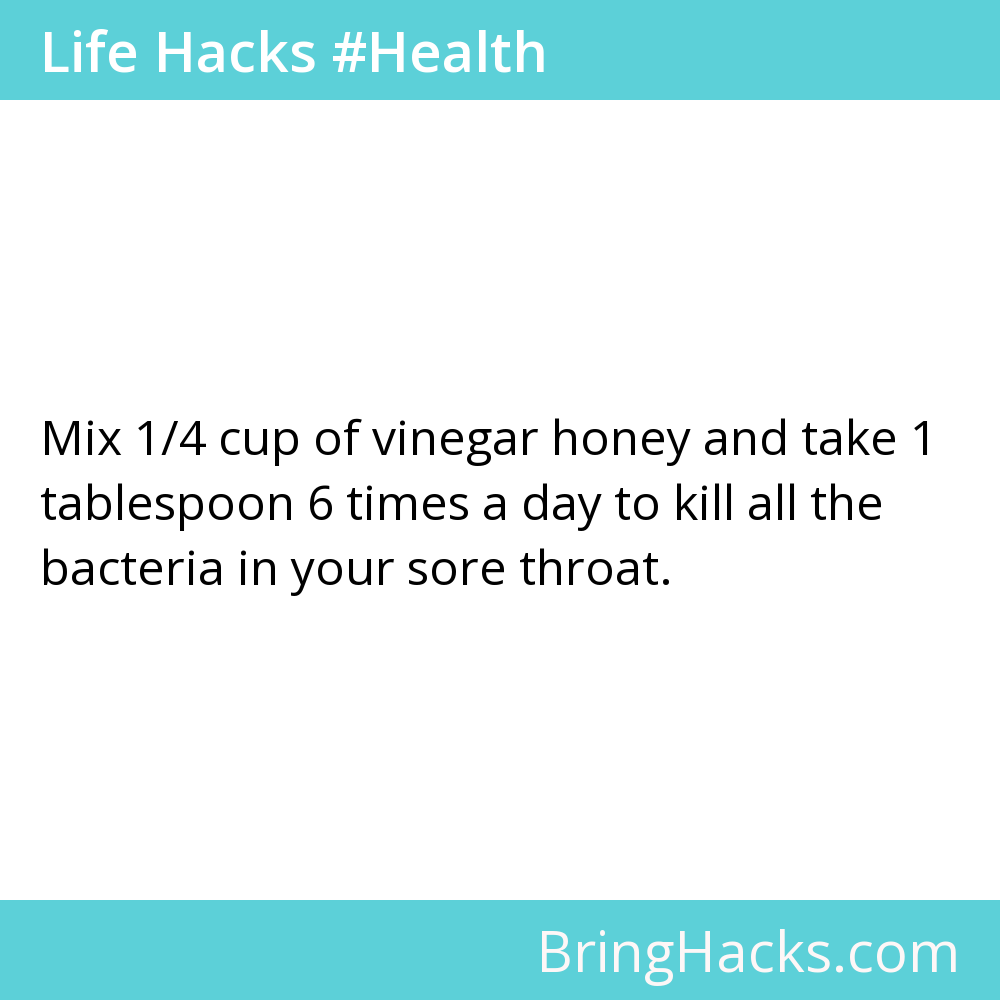 Life Hacks #Health
Mix 1/4 cup of vinegar honey and take 1
tablespoon 6 times a day to kill all the
bacteria in your sore throat.
BringHacks.com